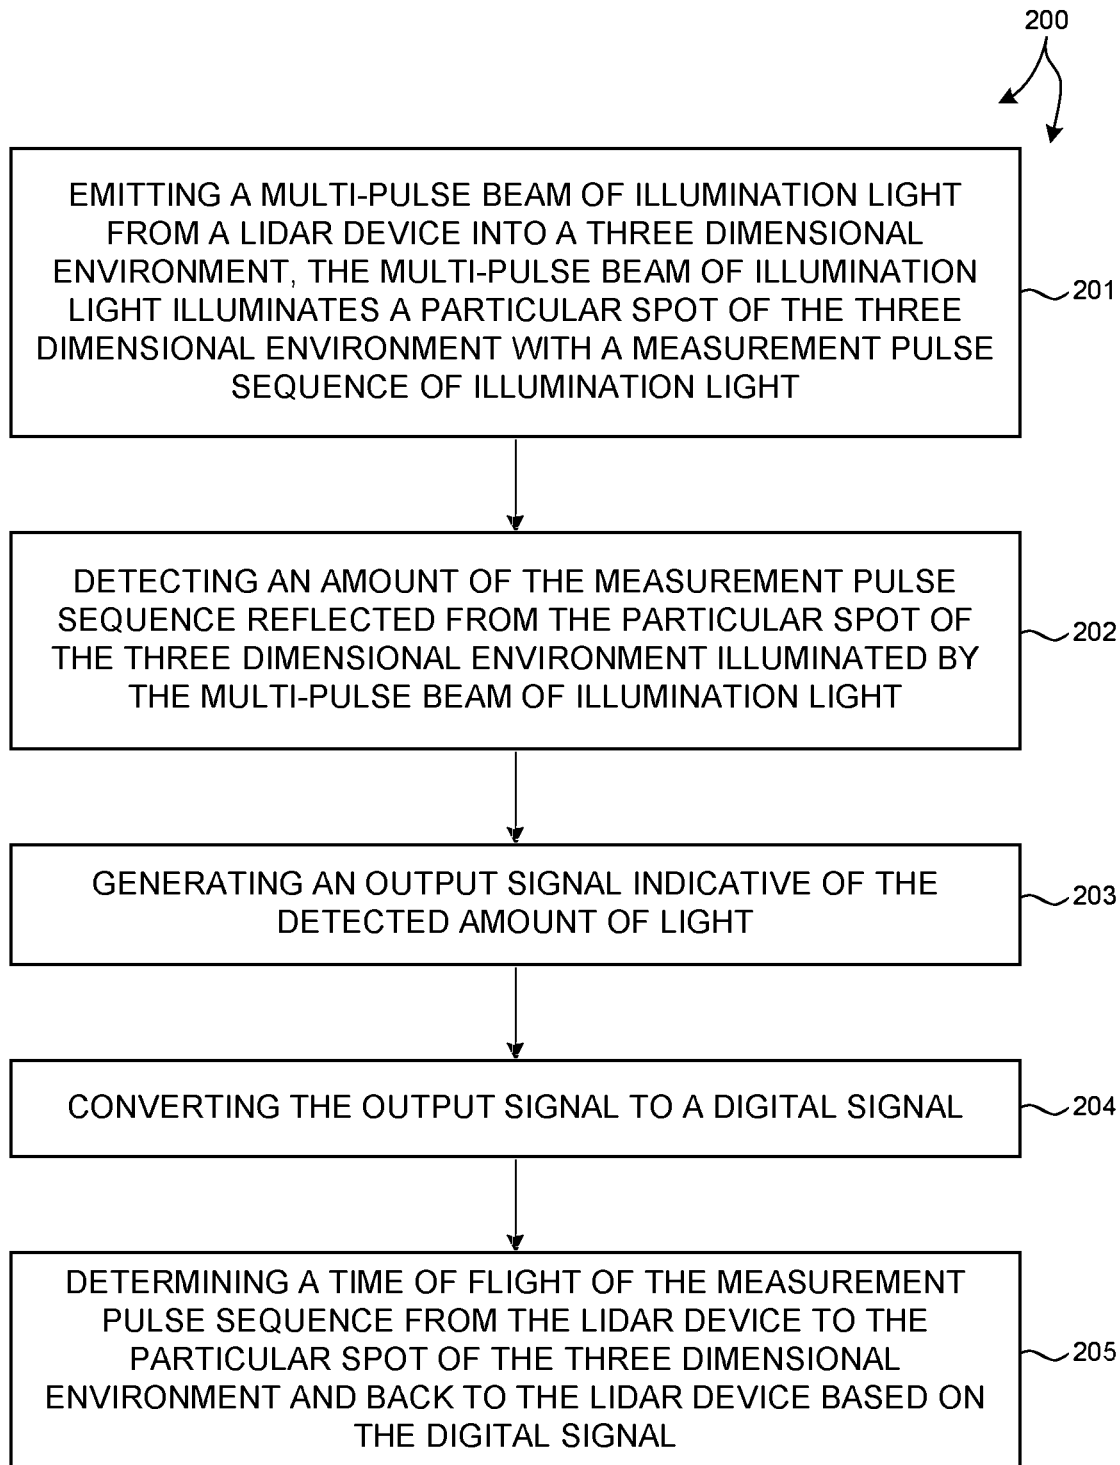 200
EMITTING A MULTI-PULSE BEAM OF ILLUMINATION LIGHT
FROM A LIDAR DEVICE INTO A THREE DIMENSIONAL
ENVIRONMENT, THE MULTI-PULSE BEAM OF ILLUMINATION
LIGHT ILLUMINATES A PARTICULAR SPOT OF THE THREE
DIMENSIONAL ENVIRONMENT WITH A MEASUREMENT PULSE
SEQUENCE OF ILLUMINATION LIGHT
201
DETECTING AN AMOUNT OF THE MEASUREMENT PULSE
SEQUENCE REFLECTED FROM THE PARTICULAR SPOT OF
THE THREE DIMENSIONAL ENVIRONMENT ILLUMINATED BY
THE MULTI-PULSE BEAM OF ILLUMINATION LIGHT
202
GENERATING AN OUTPUT SIGNAL INDICATIVE OF THE
DETECTED AMOUNT OF LIGHT
203
CONVERTING THE OUTPUT SIGNAL TO A DIGITAL SIGNAL
204
DETERMINING A TIME OF FLIGHT OF THE MEASUREMENT
PULSE SEQUENCE FROM THE LIDAR DEVICE TO THE
PARTICULAR SPOT OF THE THREE DIMENSIONAL
ENVIRONMENT AND BACK TO THE LIDAR DEVICE BASED ON
THE DIGITAL SIGNAL
205